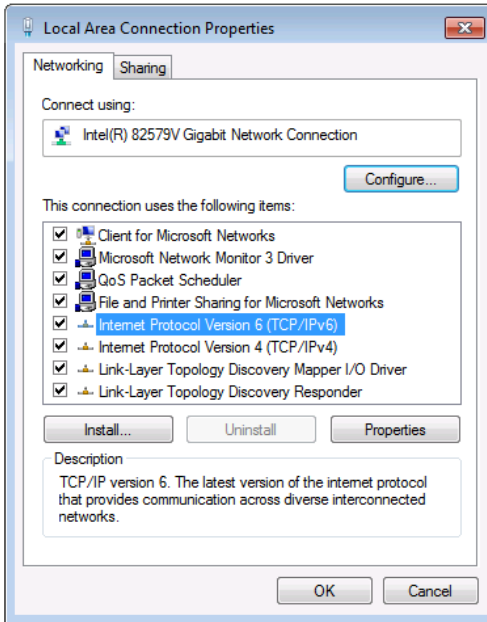 Local Area Connection Properties
Networking
Sharing
Connect using:
Intel(R) 82579V Gigabit Network Connection
Configure...
This connection uses the following items:
Client for Microsoft Networks
Microsoft Network Monitor 3 Driver
QoS Packet Scheduler
File and Printer Sharing for Microsoft Networks
Internet Protocol Version 6 (TCP/IPv6)
Internet Protocol Version 4 (TCP/IPv4)
Link-Layer Topology Discovery Mapper I/O Driver
Link-Layer Topology Discovery Responder
Install...
Uninstall
Properties
Description
TCP/IP version 6. The latest version of the internet protocol
that provides communication across diverse interconnected
networks.
OK
Cancel